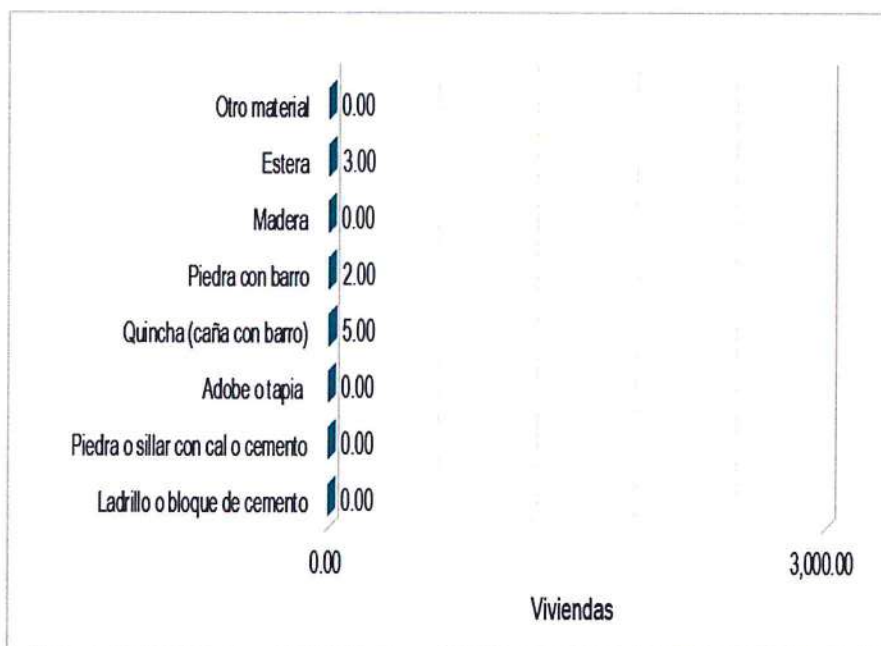 Otro material 0.00
Estera 3.00
Madera 0.00
Piedra con barro 2.00
Quincha (caña con barro) 5.00
Adobe o tapia 0.00
Piedra o sillar con cal o cemento 0.00
Ladrillo o bloque de cemento 0.00
0.00 3,000.00
Viviendas